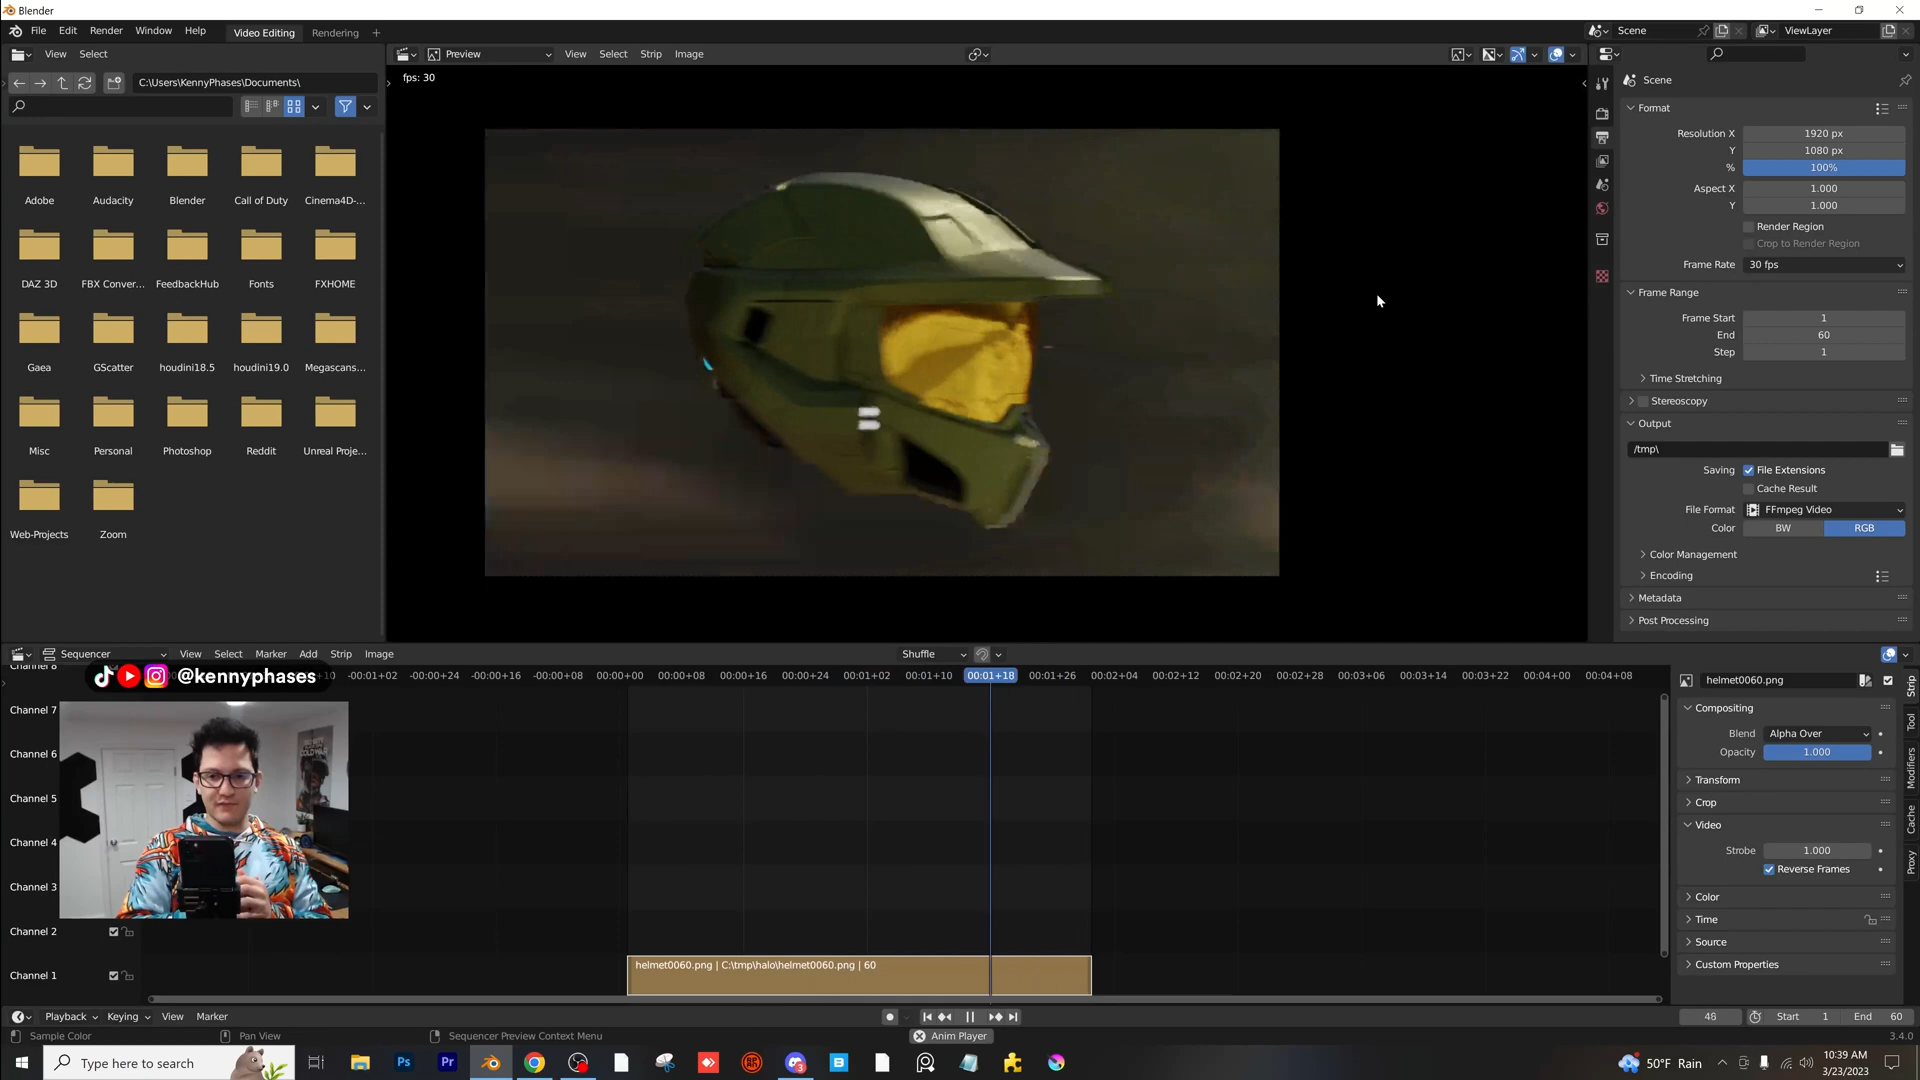 Blender
File Edit Render Window Help Video Editing Rendering + Scene ViewLayer
View Select Preview View Select Strip Image
C:\Users\KennyPhases\Documents\
fps: 30
Adobe Audacity Blender Call of Duty Cinema4D-...
DAZ 3D FBX Conver... FeedbackHub Fonts FXHOME
Gaea GScatter houdini18.5 houdini19.0 Megascans...
Misc Personal Photoshop Reddit Unreal Proje...
Web-Projects Zoom
Scene
Format
Resolution X 1920 px
Y 1080 px
% 100%
Aspect X 1.000
Y 1.000
Render Region
Crop to Render Region
Frame Rate 30 fps
Frame Range
Frame Start 1
End 60
Step 1
Time Stretching
Stereoscopy
Output
/tmp\
Saving File Extensions
Cache Result
File Format FFmpeg Video
Color BW RGB
Color Management
Encoding
Metadata
Post Processing
Sequencer View Select Marker Add Strip Image Shuffle
@kennyphases
-00:01+02 -00:00+24 -00:00+16 -00:00+08 00:00+00 00:00+08 00:00+16 00:00+24 00:01+02 00:01+10 00:01+18 00:01+26 00:02+04 00:02+12 00:02+20 00:02+28 00:03+06 00:03+14 00:03+22 00:04+00 00:04+08
Channel 8
Channel 7
Channel 6
Channel 5
Channel 4
Channel 3
Channel 2
Channel 1
helmet0060.png | C:\tmp\halo\helmet0060.png | 60
helmet0060.png
Compositing
Blend Alpha Over
Opacity 1.000
Transform
Crop
Video
Strobe 1.000
Reverse Frames
Color
Time
Source
Custom Properties
Strip
Tool
Modifiers
Cache
Proxy
Playback Keying View Marker 46 Start 1 End 60
Sample Color Pan View Sequencer Preview Context Menu Anim Player 3.4.0
Type here to search Ps Pr 50°F Rain 10:39 AM
3/23/2023